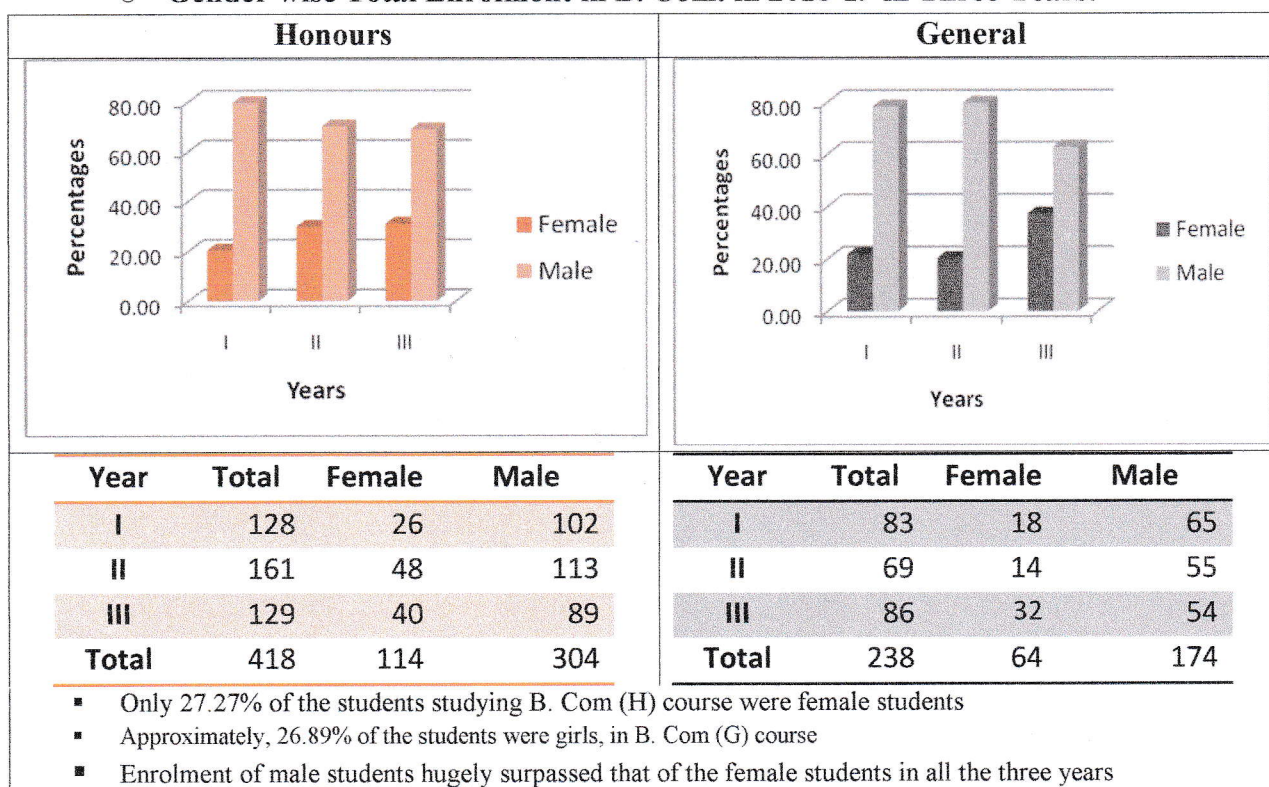 Honours
General
80.00
60.00
40.00
20.00
0.00
Percentages
I II III
Years
Female
Male
80.00
60.00
40.00
20.00
0.00
Percentages
I II III
Years
Female
Male
Year Total Female Male
I 128 26 102
II 161 48 113
III 129 40 89
Total 418 114 304
Year Total Female Male
I 83 18 65
II 69 14 55
III 86 32 54
Total 238 64 174
▪ Only 27.27% of the students studying B. Com (H) course were female students
▪ Approximately, 26.89% of the students were girls, in B. Com (G) course
▪ Enrolment of male students hugely surpassed that of the female students in all the three years